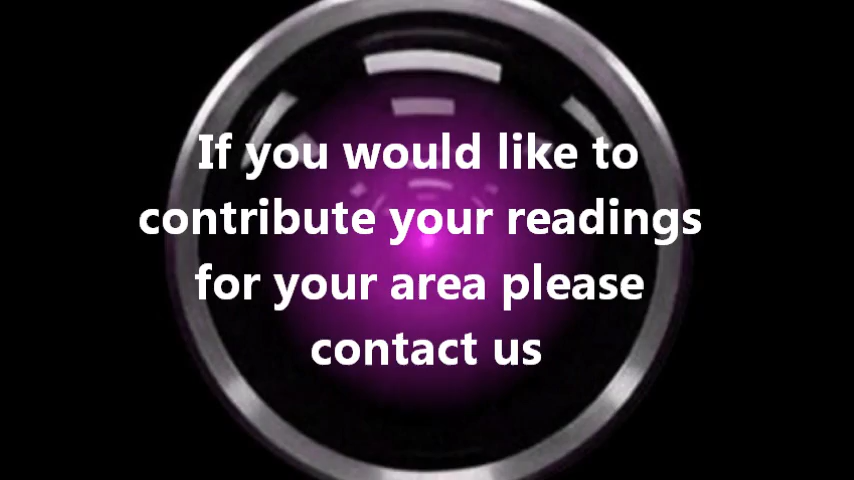 If you would like to
contribute your readings
for your area please
contact us